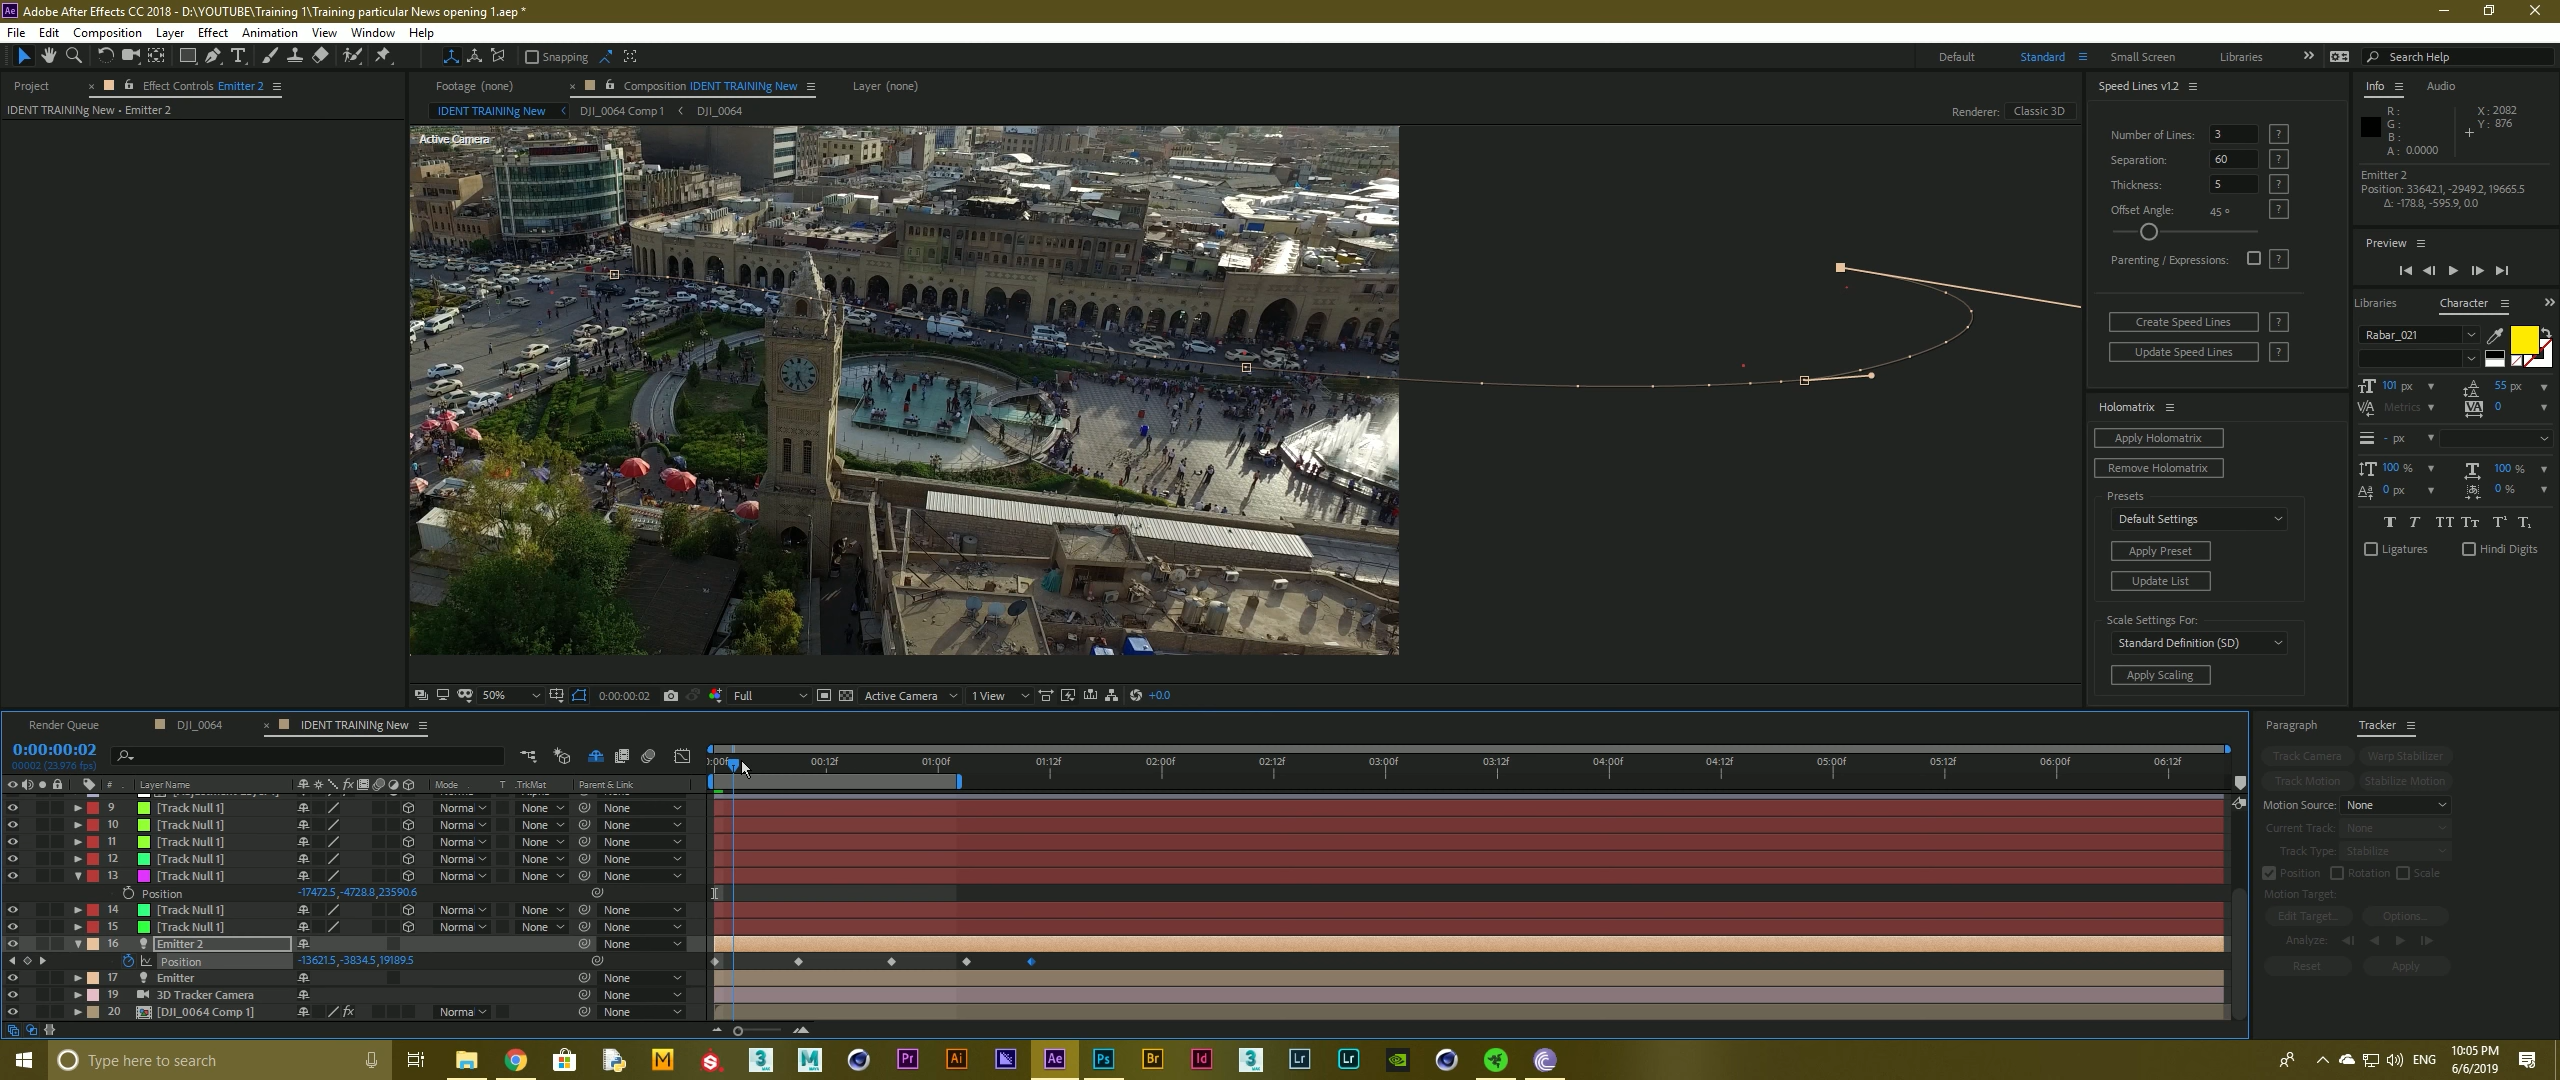 Adobe After Effects CC 2018 - D:\YOUTUBE\Training 1\Training particular News opening 1.aep *
File Edit Composition Layer Effect Animation View Window Help
Snapping
Default Standard Small Screen Libraries Search Help
Project Effect Controls Emitter 2
IDENT TRAINING New • Emitter 2
Footage (none) Composition IDENT TRAINING New Layer (none)
IDENT TRAINING New DJI_0064 Comp 1 DJI_0064
Renderer: Classic 3D
Active Camera
50% 0:00:00:02 Full Active Camera 1 View +0.0
Speed Lines v1.2
Number of Lines: 3 ?
Separation: 60 ?
Thickness: 5 ?
Offset Angle: 45 ° ?
Parenting / Expressions: ?
Create Speed Lines ?
Update Speed Lines ?
Holomatrix
Apply Holomatrix
Remove Holomatrix
Presets
Default Settings
Apply Preset
Update List
Scale Settings For:
Standard Definition (SD)
Apply Scaling
Info Audio
R : X : 2082
G : Y : 876
B :
A : 0.0000
Emitter 2
Position: 33642.1, -2949.2, 19665.5
Δ: -178.8, -595.9, 0.0
Preview
Libraries Character
Rabar_021
101 px 55 px
Metrics 0
- px
100 % 100 %
0 px 0 %
Ligatures Hindi Digits
Render Queue DJI_0064 IDENT TRAINING New
0:00:00:02
00002 (23.976 fps)
# Layer Name Mode T .TrkMat Parent & Link
0:00f 00:12f 01:00f 01:12f 02:00f 02:12f 03:00f 03:12f 04:00f 04:12f 05:00f 05:12f 06:00f 06:12f
9 [Track Null 1] Norma None None
10 [Track Null 1] Norma None None
11 [Track Null 1] Norma None None
12 [Track Null 1] Norma None None
13 [Track Null 1] Norma None None
Position -17472.5,-4728.8,23590.6
14 [Track Null 1] Norma None None
15 [Track Null 1] Norma None None
16 Emitter 2 None
Position -13621.5,-3834.5,19189.5
17 Emitter None
19 3D Tracker Camera None
20 [DJI_0064 Comp 1] Norma None None
Paragraph Tracker
Track Camera Warp Stabilizer
Track Motion Stabilize Motion
Motion Source: None
Current Track: None
Track Type: Stabilize
Position Rotation Scale
Motion Target:
Edit Target... Options...
Analyze:
Reset Apply
Type here to search
ENG
10:05 PM
6/6/2019